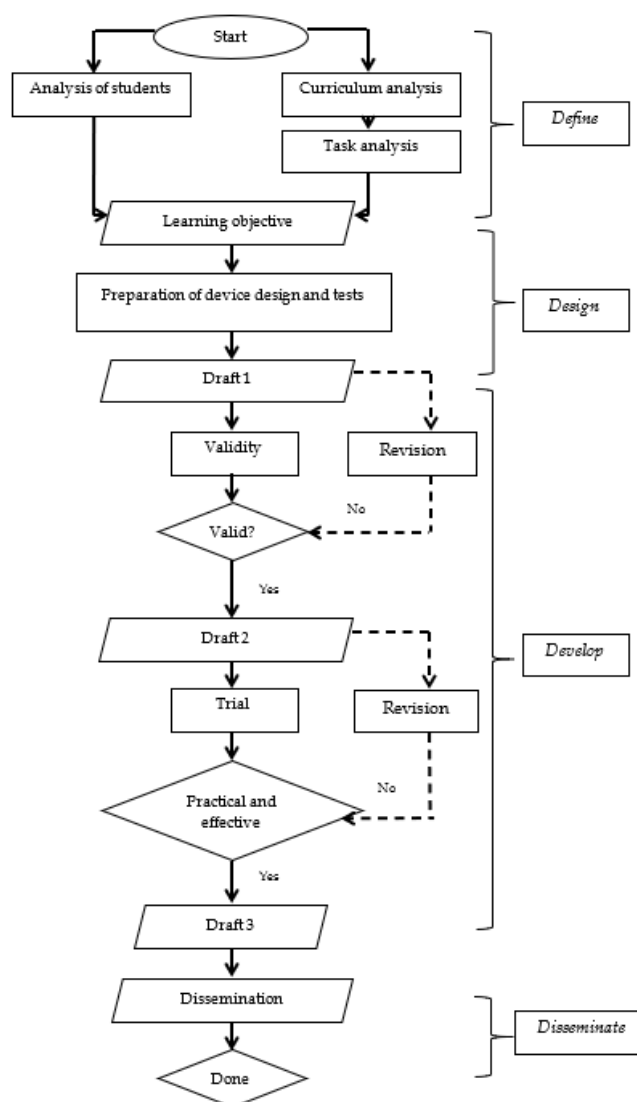 Start
Analysis of students
Curriculum analysis
Define
Task analysis
Learning objective
Preparation of device design and tests
Design
Draft 1
Validity
Revision
No
Valid?
Yes
Draft 2
Develop
Trial
Revision
No
Practical and
effective
Yes
Draft 3
Dissemination
Disseminate
Done